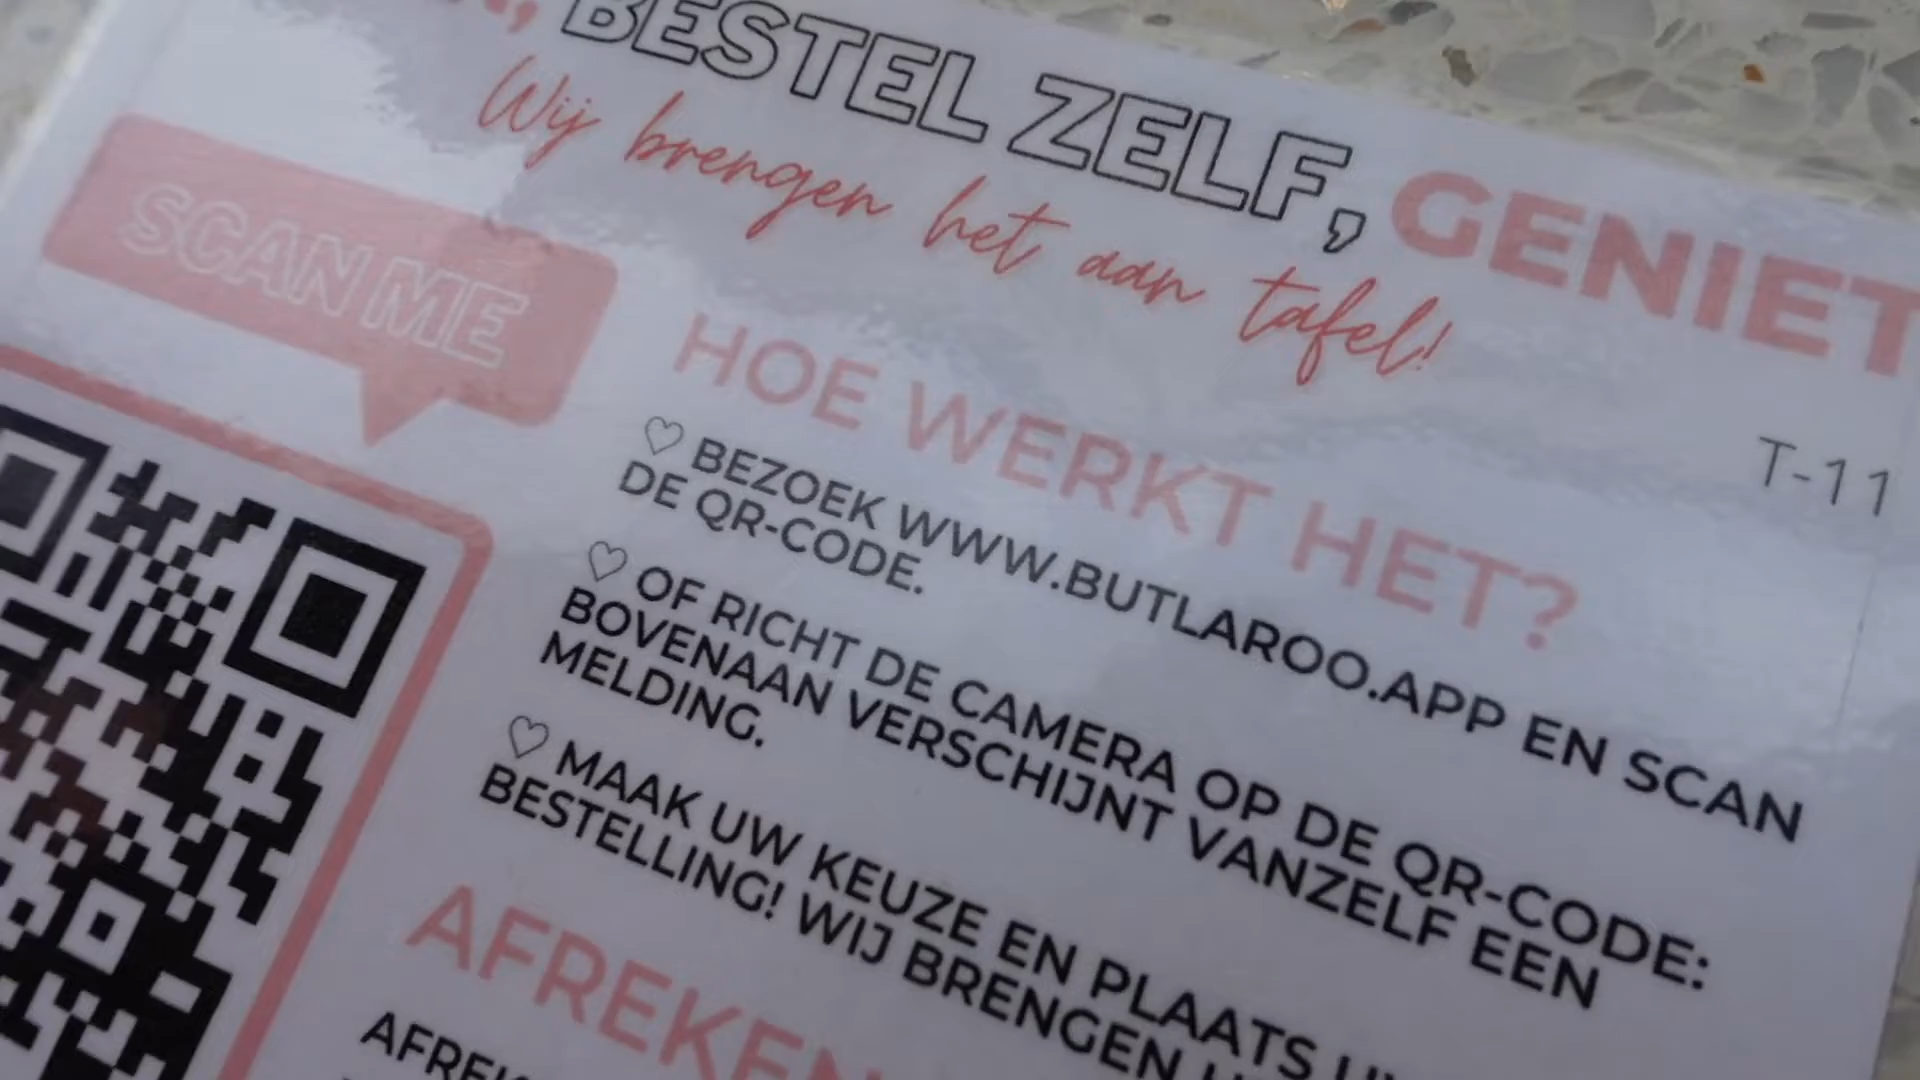 BESTEL ZELF, GENIET
Wij brengen het aan tafel!
SCAN ME
T-11
HOE WERKT HET?
♡ BEZOEK WWW.BUTLAROO.APP EN SCAN
DE QR-CODE.
♡ OF RICHT DE CAMERA OP DE QR-CODE:
BOVENAAN VERSCHIJNT VANZELF EEN
MELDING.
♡ MAAK UW KEUZE EN PLAATS
BESTELLING! WIJ BRENGEN